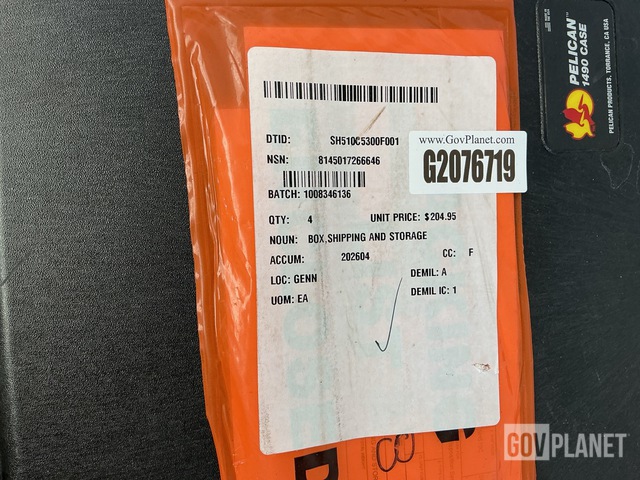 PELICAN
1490 CASE
PELICAN PRODUCTS, TORRANCE, CA USA
DTID: SH510C5300F001
www.GovPlanet.com
G2076719
NSN: 8145017266646
BATCH: 1008346136
QTY: 4 UNIT PRICE: $204.95
NOUN: BOX,SHIPPING AND STORAGE
ACCUM: 202604 CC: F
LOC: GENN DEMIL: A
UOM: EA DEMIL IC: 1
GOVPLANET